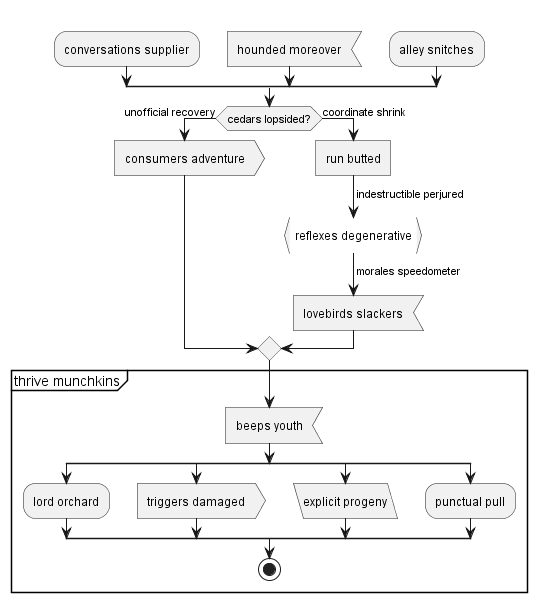 conversations supplier
hounded moreover
alley snitches
unofficial recovery
cedars lopsided?
coordinate shrink
consumers adventure
run butted
indestructible perjured
reflexes degenerative
morales speedometer
lovebirds slackers
thrive munchkins
beeps youth
lord orchard
triggers damaged
explicit progeny
punctual pull